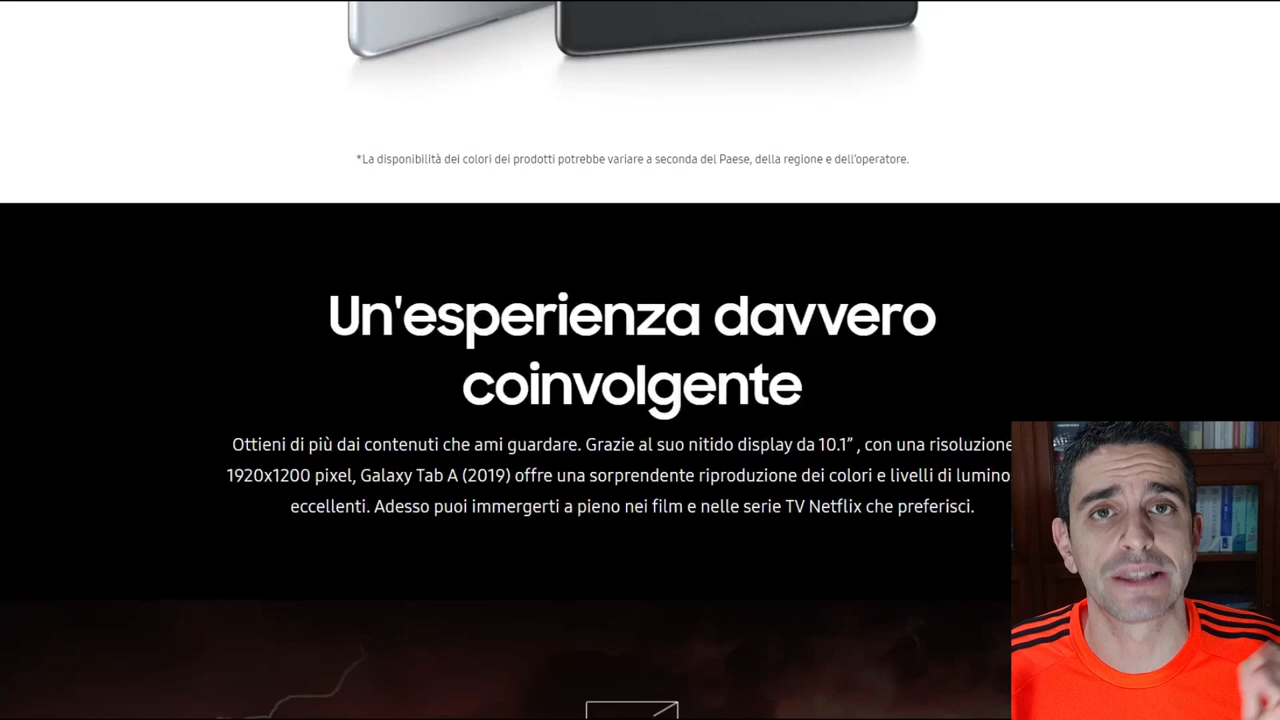 *La disponibilità dei colori dei prodotti potrebbe variare a seconda del Paese, della regione e dell'operatore.
Un'esperienza davvero
coinvolgente
Ottieni di più dai contenuti che ami guardare. Grazie al suo nitido display da 10.1” , con una risoluzione
1920x1200 pixel, Galaxy Tab A (2019) offre una sorprendente riproduzione dei colori e livelli di lumino
eccellenti. Adesso puoi immergerti a pieno nei film e nelle serie TV Netflix che preferisci.